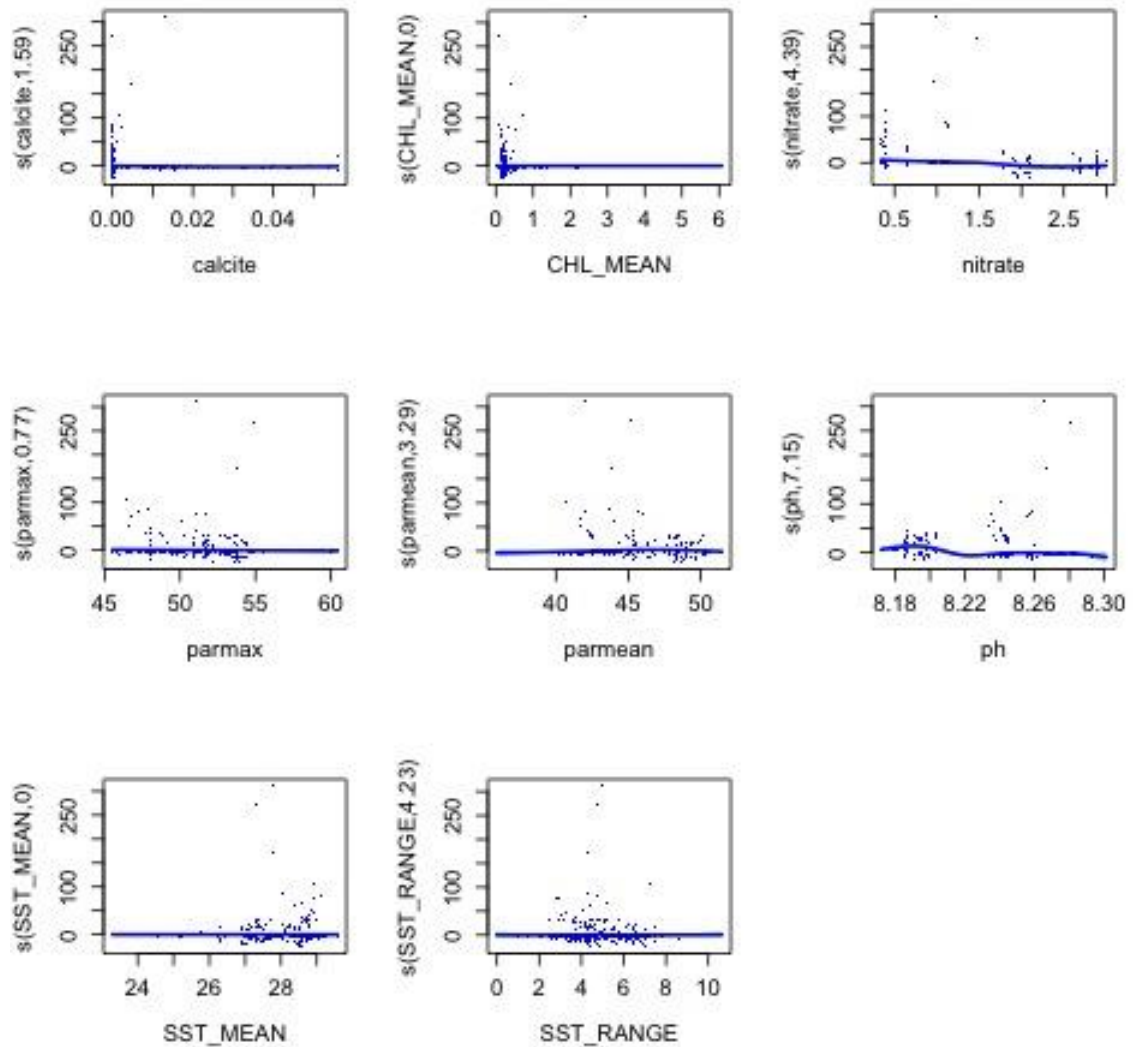 s(calcite,1.59)
250
100
0
0.00 0.02 0.04
calcite
s(CHL_MEAN,0)
250
100
0
0 1 2 3 4 5 6
CHL_MEAN
s(nitrate,4.39)
250
100
0
0.5 1.5 2.5
nitrate
s(parmax,0.77)
250
100
0
45 50 55 60
parmax
s(parmean,3.29)
250
100
0
40 45 50
parmean
s(ph,7.15)
250
100
0
8.18 8.22 8.26 8.30
ph
s(SST_MEAN,0)
250
100
0
24 26 28
SST_MEAN
s(SST_RANGE,4.23)
250
100
0
0 2 4 6 8 10
SST_RANGE